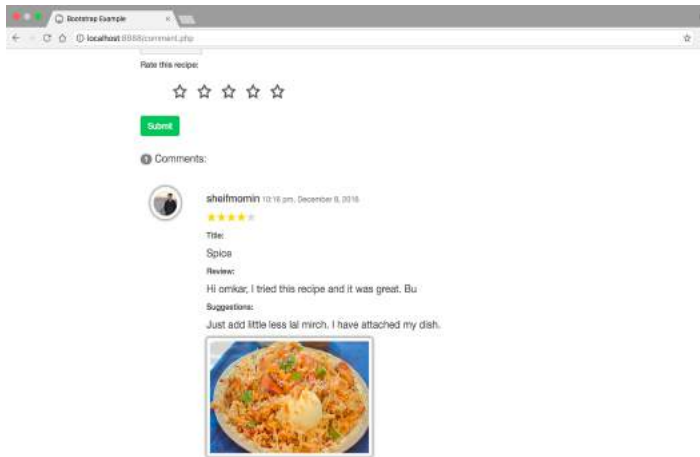 Bootstrap Example
localhost:8888/comment.php
Rate this recipe:
Submit
1 Comments:
sheifmomin 10:16 pm, December 8, 2016
Title:
Spice
Review:
Hi omkar, I tried this recipe and it was great. Bu
Suggestions:
Just add little less lal mirch. I have attached my dish.